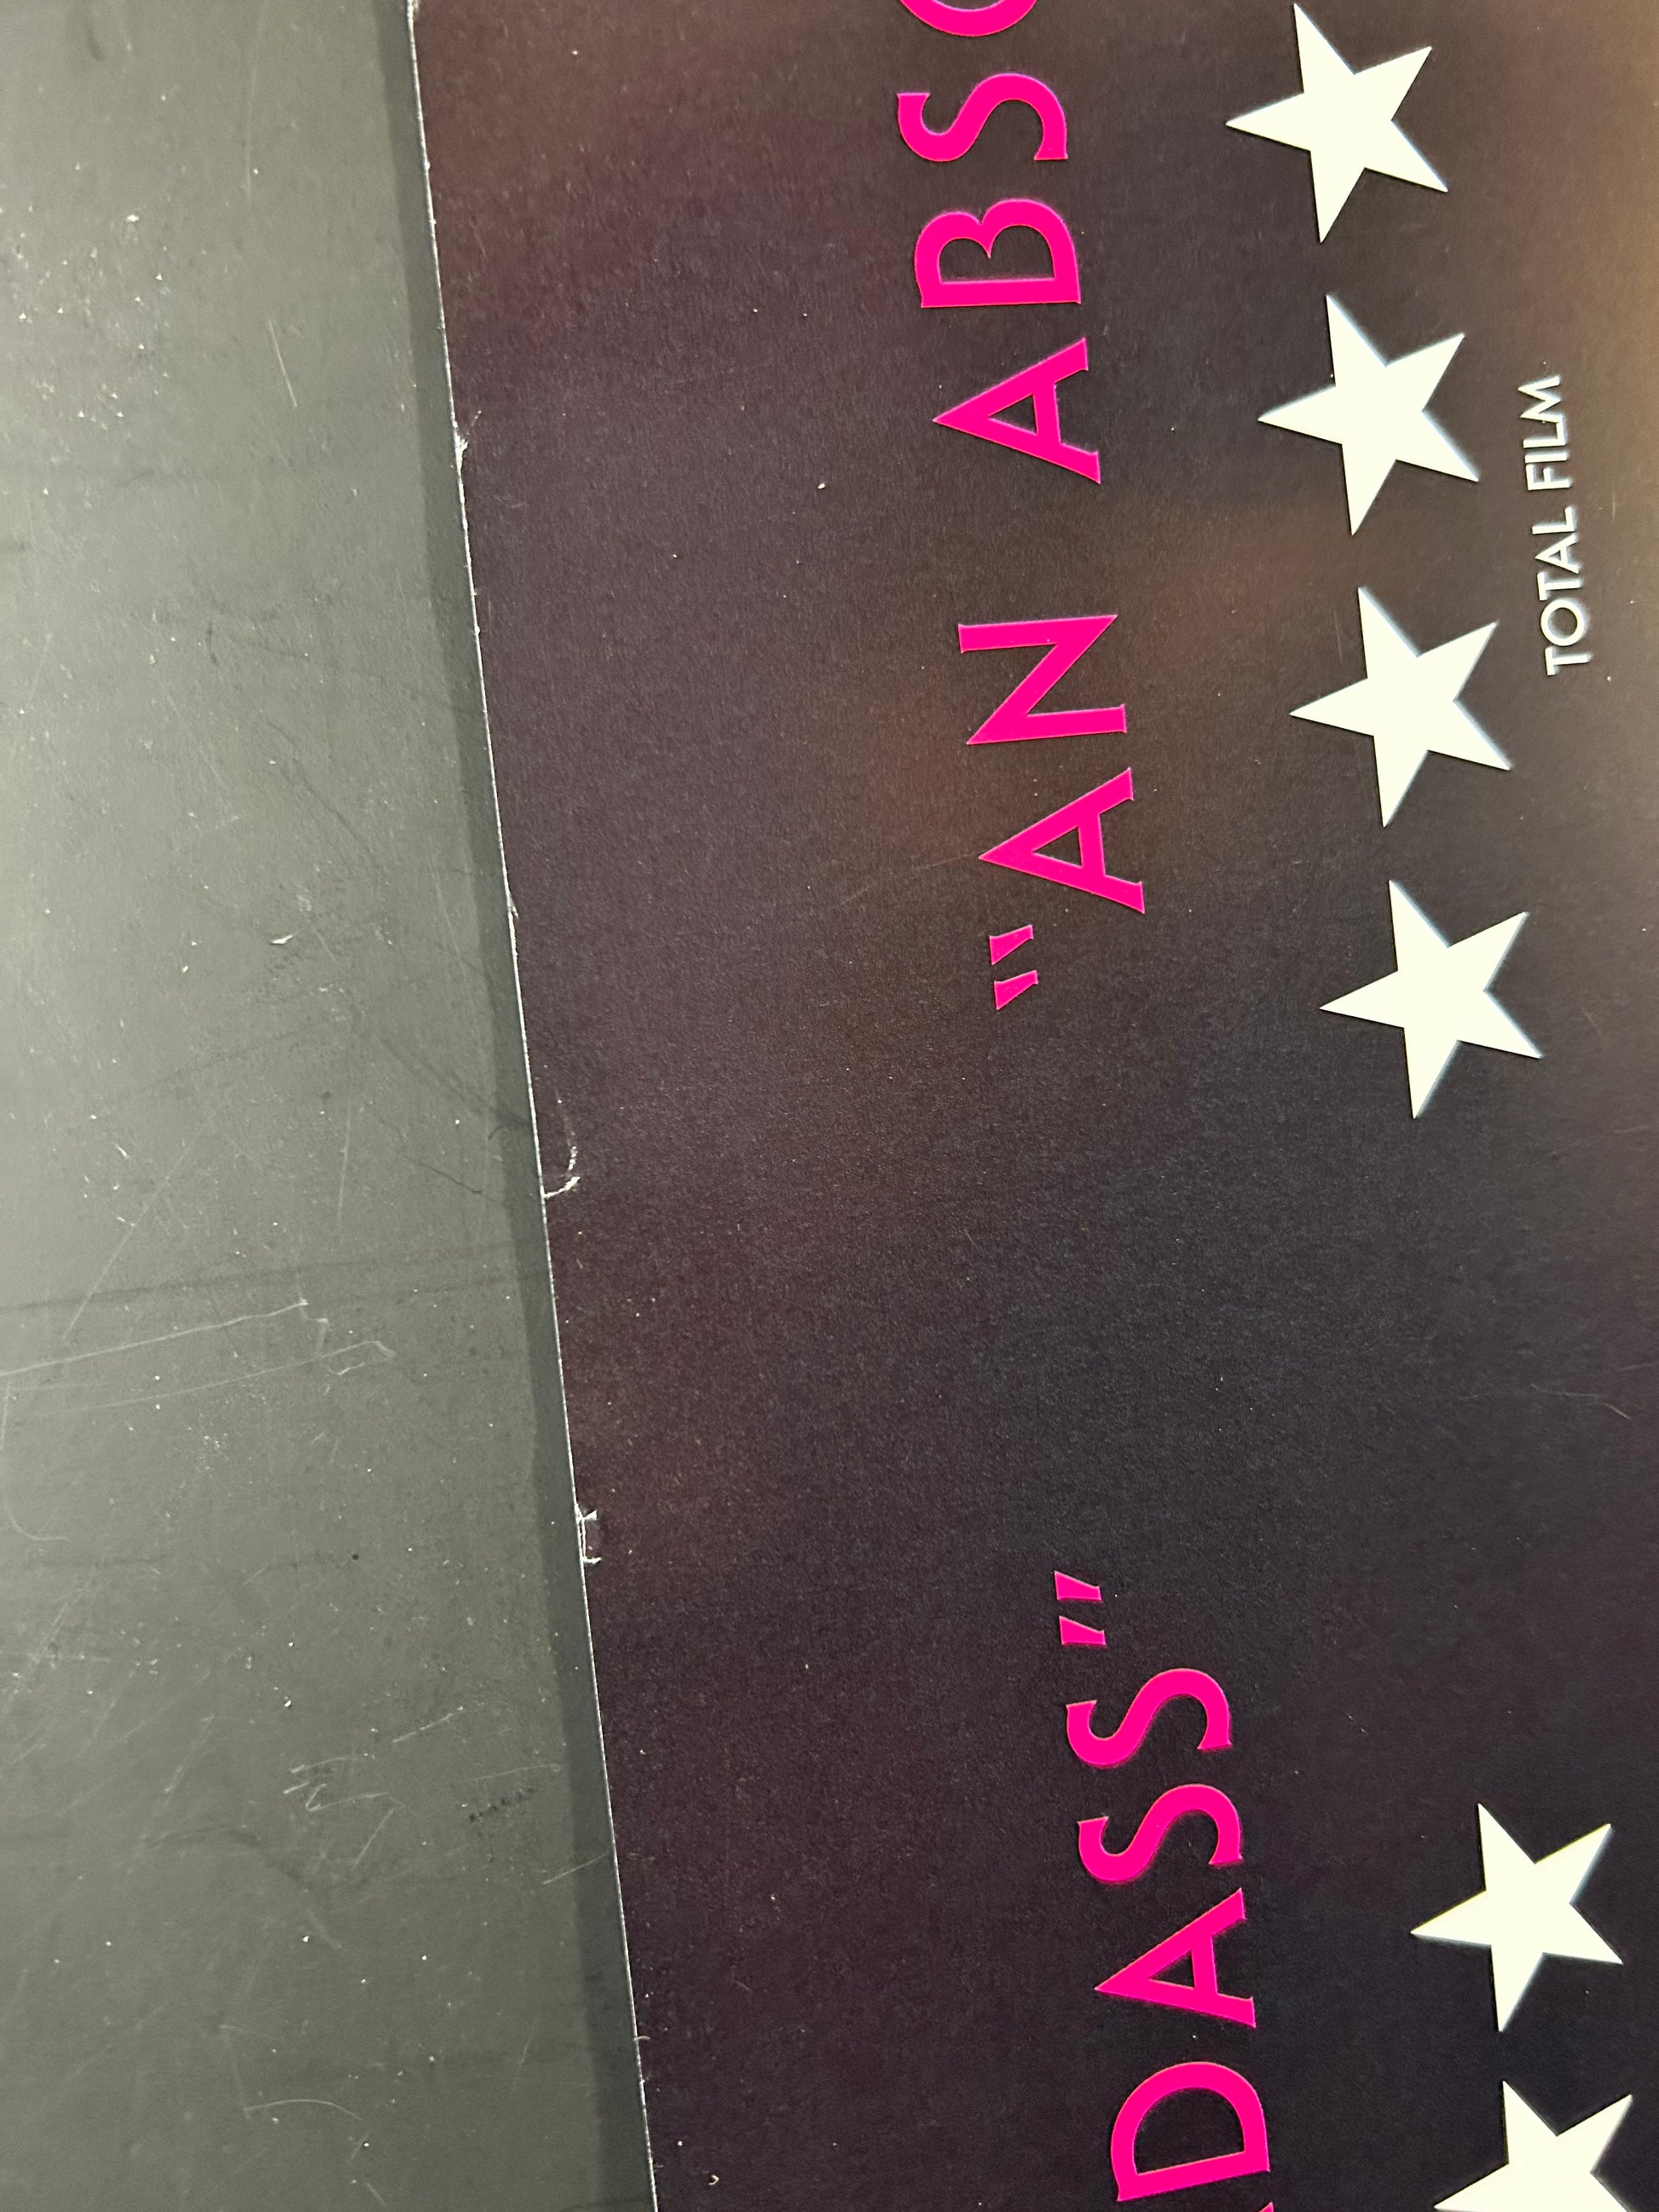 DASS"
"AN ABS
TOTAL FILM